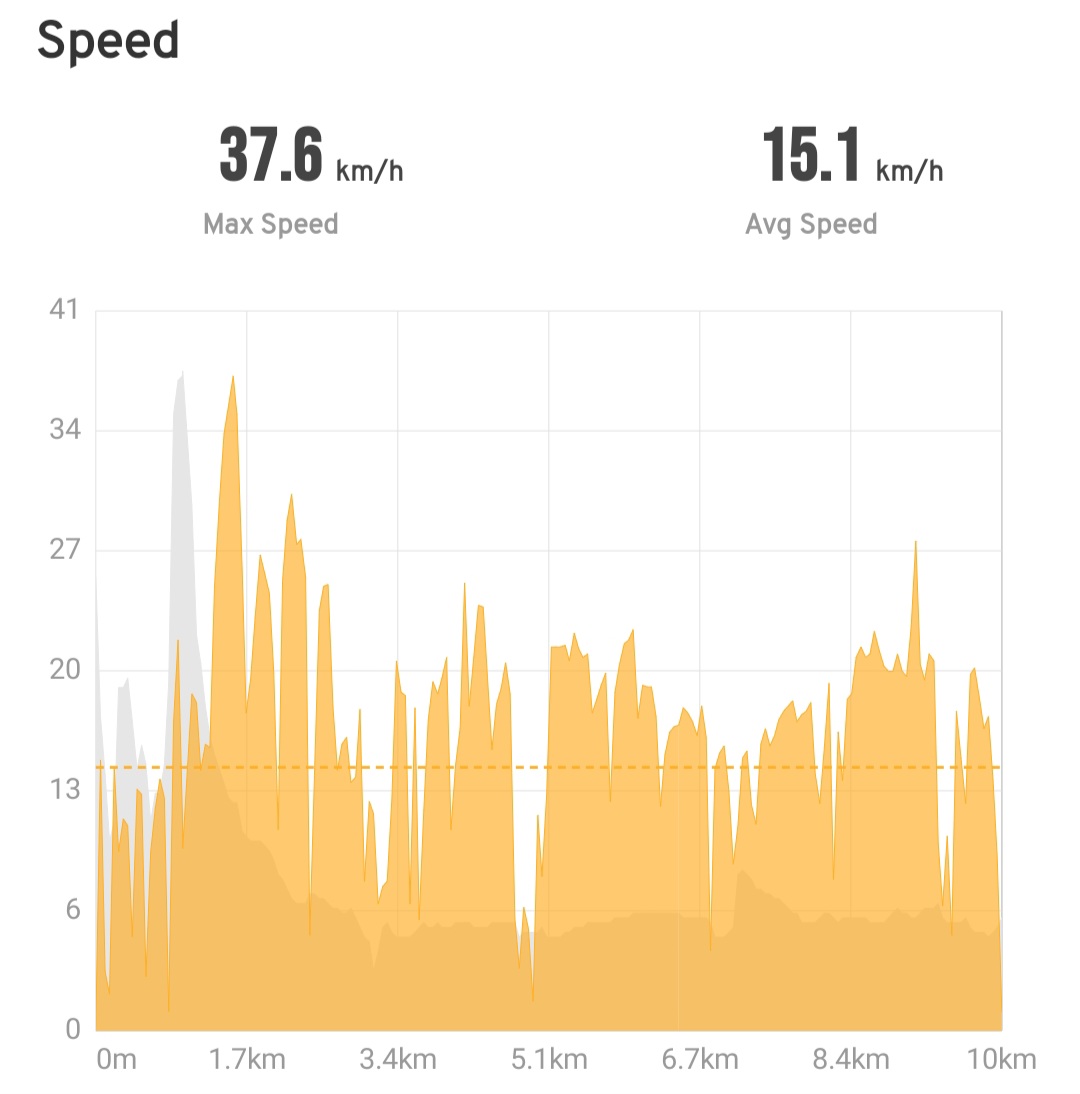 Speed
37.6 km/h
15.1 km/h
Max Speed
Avg Speed
41
34
27
20
13
6
0
0m
1.7km
3.4km
5.1km
6.7km
8.4km
10km